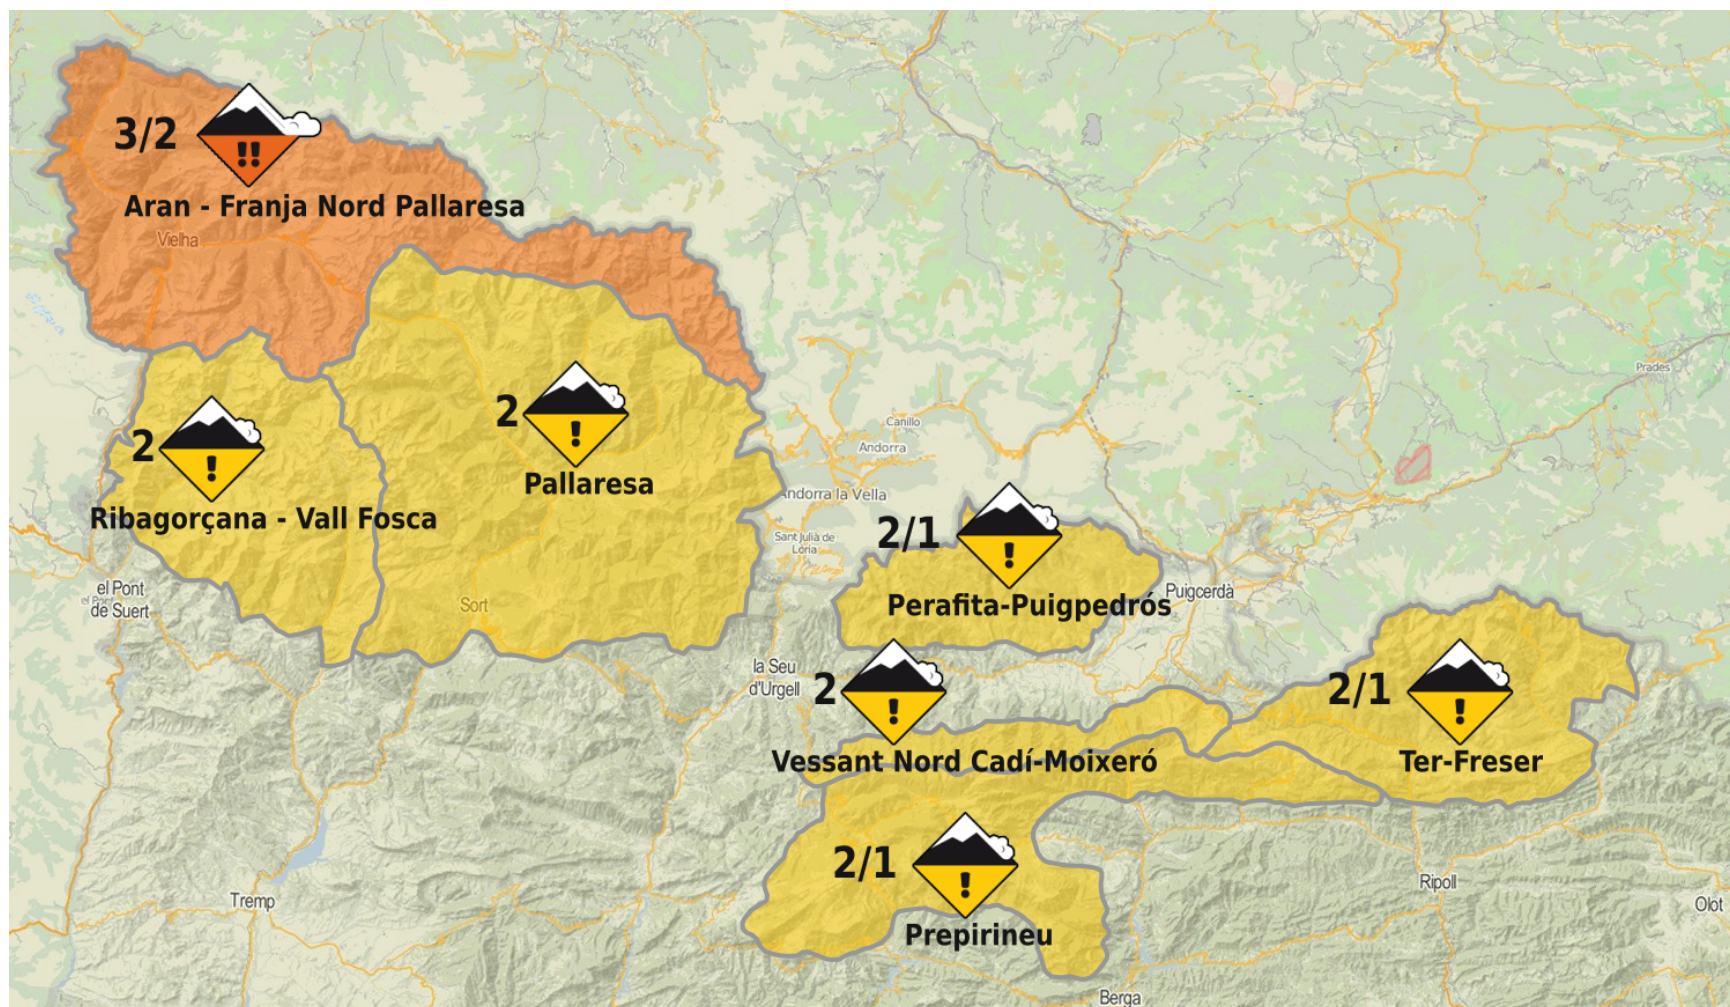 3/2
!!
Aran - Franja Nord Pallaresa
Vielha
2
!
Pallaresa
2
!
Ribagorçana - Vall Fosca
Prades
Canillo
Andorra
Andorra la Vella
Sant Julià de
Lòria
2/1
!
Perafita-Puigpedrós
Puigcerdà
el Pont
de Suert
Sort
la Seu
d'Urgell
2
!
Vessant Nord Cadí-Moixeró
2/1
!
Ter-Freser
2/1
!
Prepirineu
Tremp
Ripoll
Olot
Berga